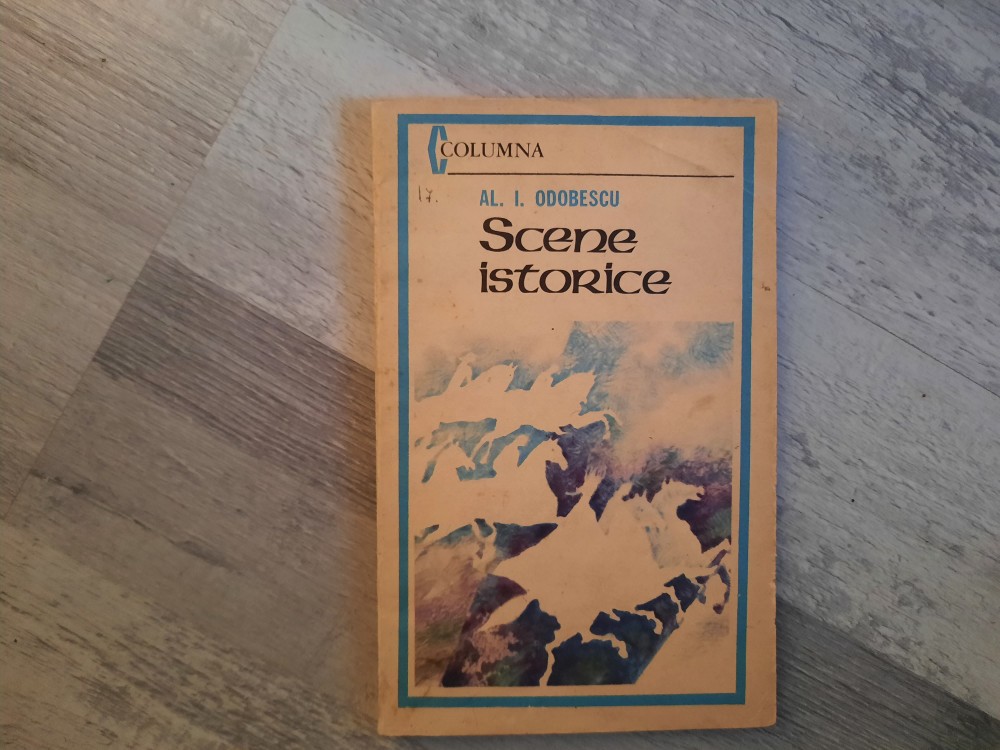 COLUMNA
17.
AL. I. ODOBESCU
Scene
istorice